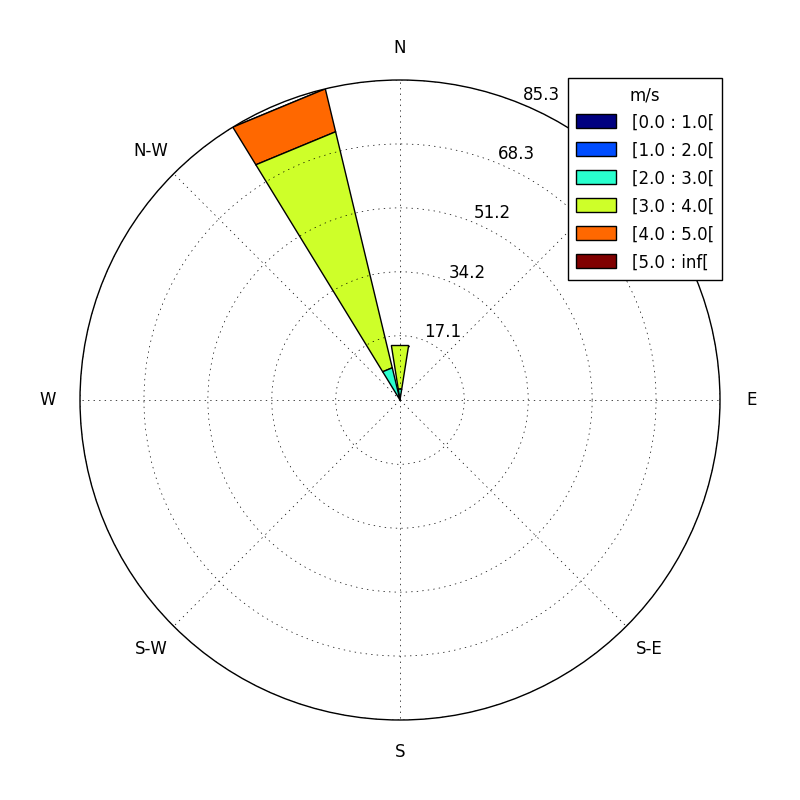 N
85.3
m/s
[0.0 : 1.0[
[1.0 : 2.0[
[2.0 : 3.0[
[3.0 : 4.0[
[4.0 : 5.0[
[5.0 : inf[
N-W
68.3
51.2
34.2
17.1
W
E
S-W
S-E
S